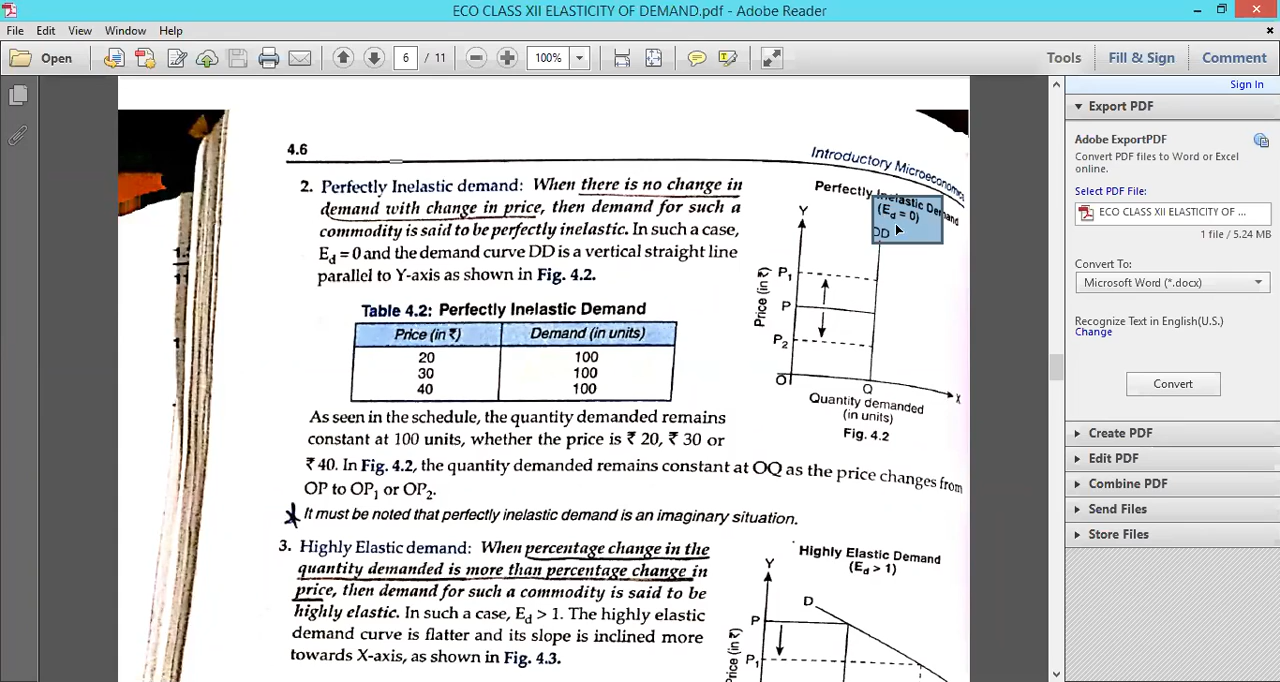 ECO CLASS XII ELASTICITY OF DEMAND.pdf - Adobe Reader
File Edit View Window Help
Open
6 / 11
100%
Tools Fill & Sign Comment
Sign In
Export PDF
Adobe ExportPDF
Convert PDF files to Word or Excel
online.
Select PDF File:
ECO CLASS XII ELASTICITY OF ...
1 file / 5.24 MB
Convert To:
Microsoft Word (*.docx)
Recognize Text in English(U.S.)
Change
Convert
Create PDF
Edit PDF
Combine PDF
Send Files
Store Files
4.6
Introductory Microeconomics
2. Perfectly Inelastic demand: When there is no change in
demand with change in price, then demand for such a
commodity is said to be perfectly inelastic. In such a case,
Ed = 0 and the demand curve DD is a vertical straight line
parallel to Y-axis as shown in Fig. 4.2.
Table 4.2: Perfectly Inelastic Demand
Price (in ₹) Demand (in units)
20 100
30 100
40 100
Perfectly Inelastic Demand
(Ed = 0)
Y
DD
P1
P
P2
Price (in ₹)
O
Q
X
Quantity demanded
(in units)
Fig. 4.2
As seen in the schedule, the quantity demanded remains
constant at 100 units, whether the price is ₹ 20, ₹ 30 or
₹ 40. In Fig. 4.2, the quantity demanded remains constant at OQ as the price changes from
OP to OP1 or OP2.
It must be noted that perfectly inelastic demand is an imaginary situation.
3. Highly Elastic demand: When percentage change in the
quantity demanded is more than percentage change in
price, then demand for such a commodity is said to be
highly elastic. In such a case, Ed > 1. The highly elastic
demand curve is flatter and its slope is inclined more
towards X-axis, as shown in Fig. 4.3.
Highly Elastic Demand
(Ed > 1)
Y
D
P
P1
Price (in ₹)